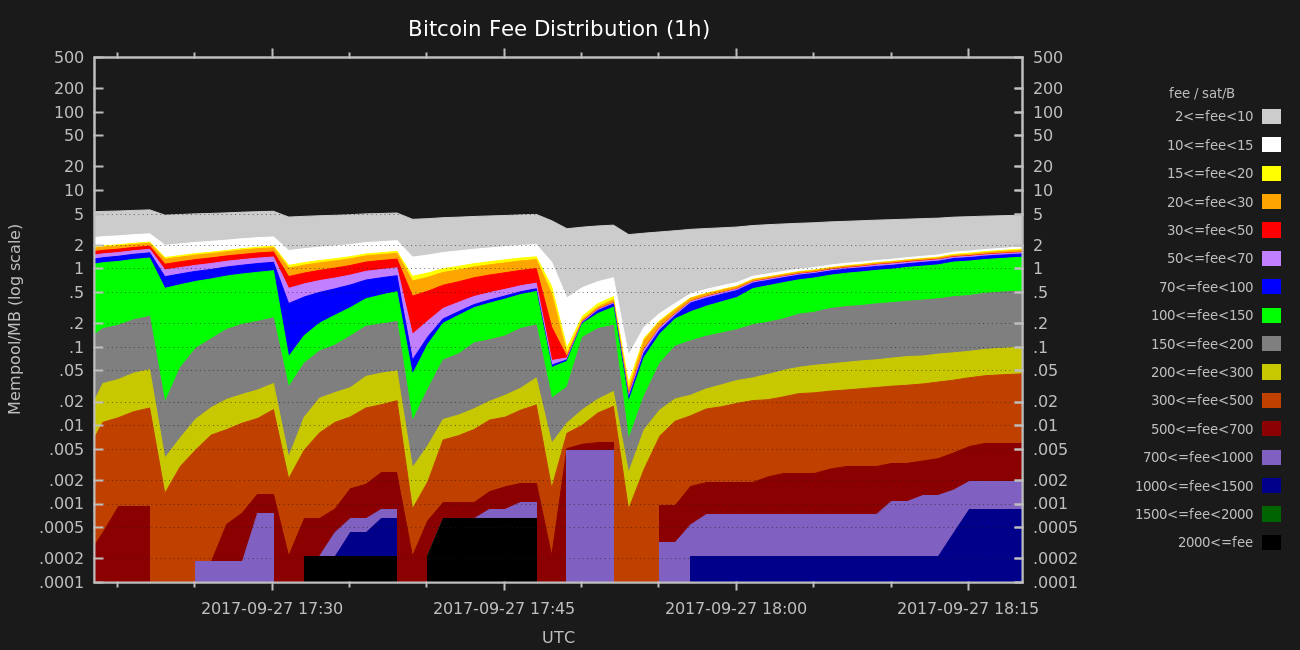 Bitcoin Fee Distribution (1h)
500
200
100
50
20
10
5
2
1
.5
.2
.1
.05
.02
.01
.005
.002
.001
.0005
.0002
.0001
Mempool/MB (log scale)
500
200
100
50
20
10
5
2
1
.5
.2
.1
.05
.02
.01
.005
.002
.001
.0005
.0002
.0001
2017-09-27 17:30
2017-09-27 17:45
2017-09-27 18:00
2017-09-27 18:15
UTC
fee / sat/B
2<=fee<10
10<=fee<15
15<=fee<20
20<=fee<30
30<=fee<50
50<=fee<70
70<=fee<100
100<=fee<150
150<=fee<200
200<=fee<300
300<=fee<500
500<=fee<700
700<=fee<1000
1000<=fee<1500
1500<=fee<2000
2000<=fee